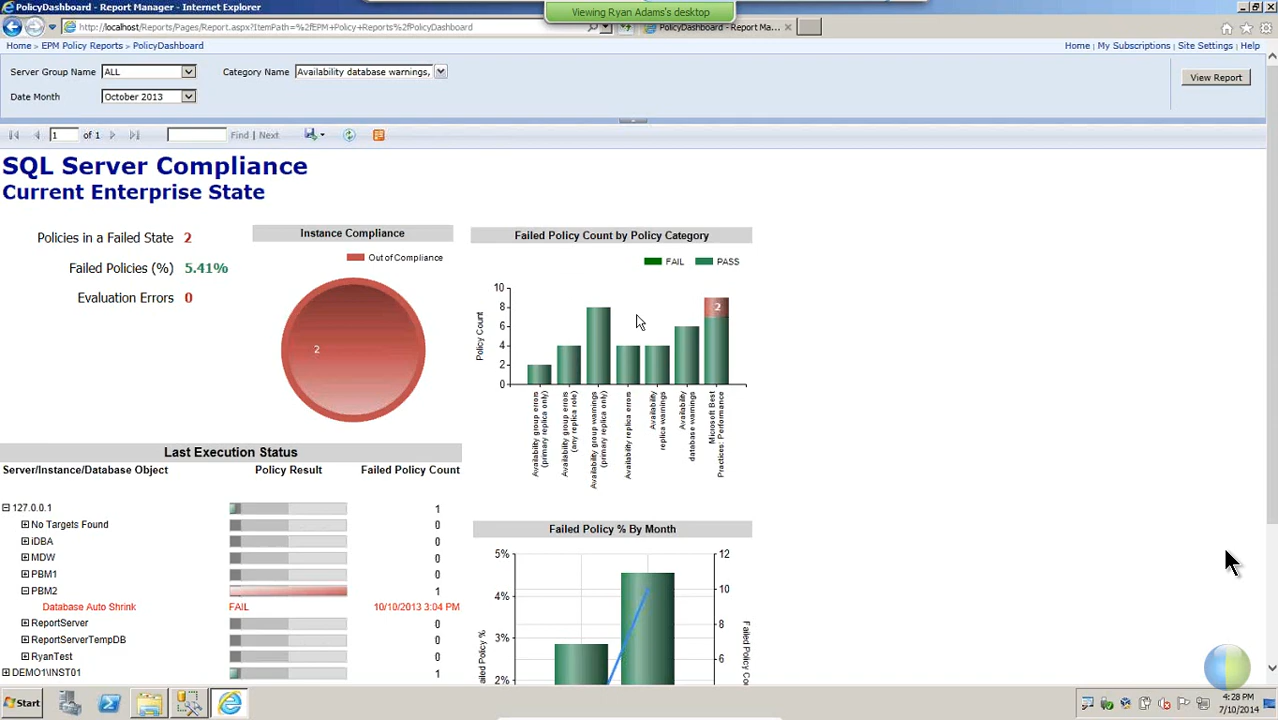 PolicyDashboard - Report Manager - Internet Explorer
Viewing Ryan Adams's desktop
http://localhost/Reports/Pages/Report.aspx?ItemPath=%2fEPM+Policy+Reports%2fPolicyDashboard
PolicyDashboard - Report Ma...
Home > EPM Policy Reports > PolicyDashboard
Home | My Subscriptions | Site Settings | Help
Server Group Name ALL
Category Name Availability database warnings,
View Report
Date Month October 2013
1 of 1
Find | Next
SQL Server Compliance
Current Enterprise State
Policies in a Failed State 2
Failed Policies (%) 5.41%
Evaluation Errors 0
Instance Compliance
Out of Compliance
2
Failed Policy Count by Policy Category
FAIL PASS
Policy Count
10
8
6
4
2
0
2
Availability group errors (primary replica only)
Availability group errors (any replica role)
Availability group warnings (primary replica only)
Availability replica errors
Availability replica warnings
Availability database warnings
Microsoft Best Practices: Performance
Last Execution Status
Server/Instance/Database Object Policy Result Failed Policy Count
127.0.0.1 1
No Targets Found 0
iDBA 0
MDW 0
PBM1 0
PBM2 1
Database Auto Shrink FAIL 10/10/2013 3:04 PM
ReportServer 0
ReportServerTempDB 0
RyanTest 0
DEMO1\INST01 1
Failed Policy % By Month
5%
4%
3%
2%
12
10
8
6
Failed Policy %
Failed Policy Co
Start
4:28 PM
7/10/2014